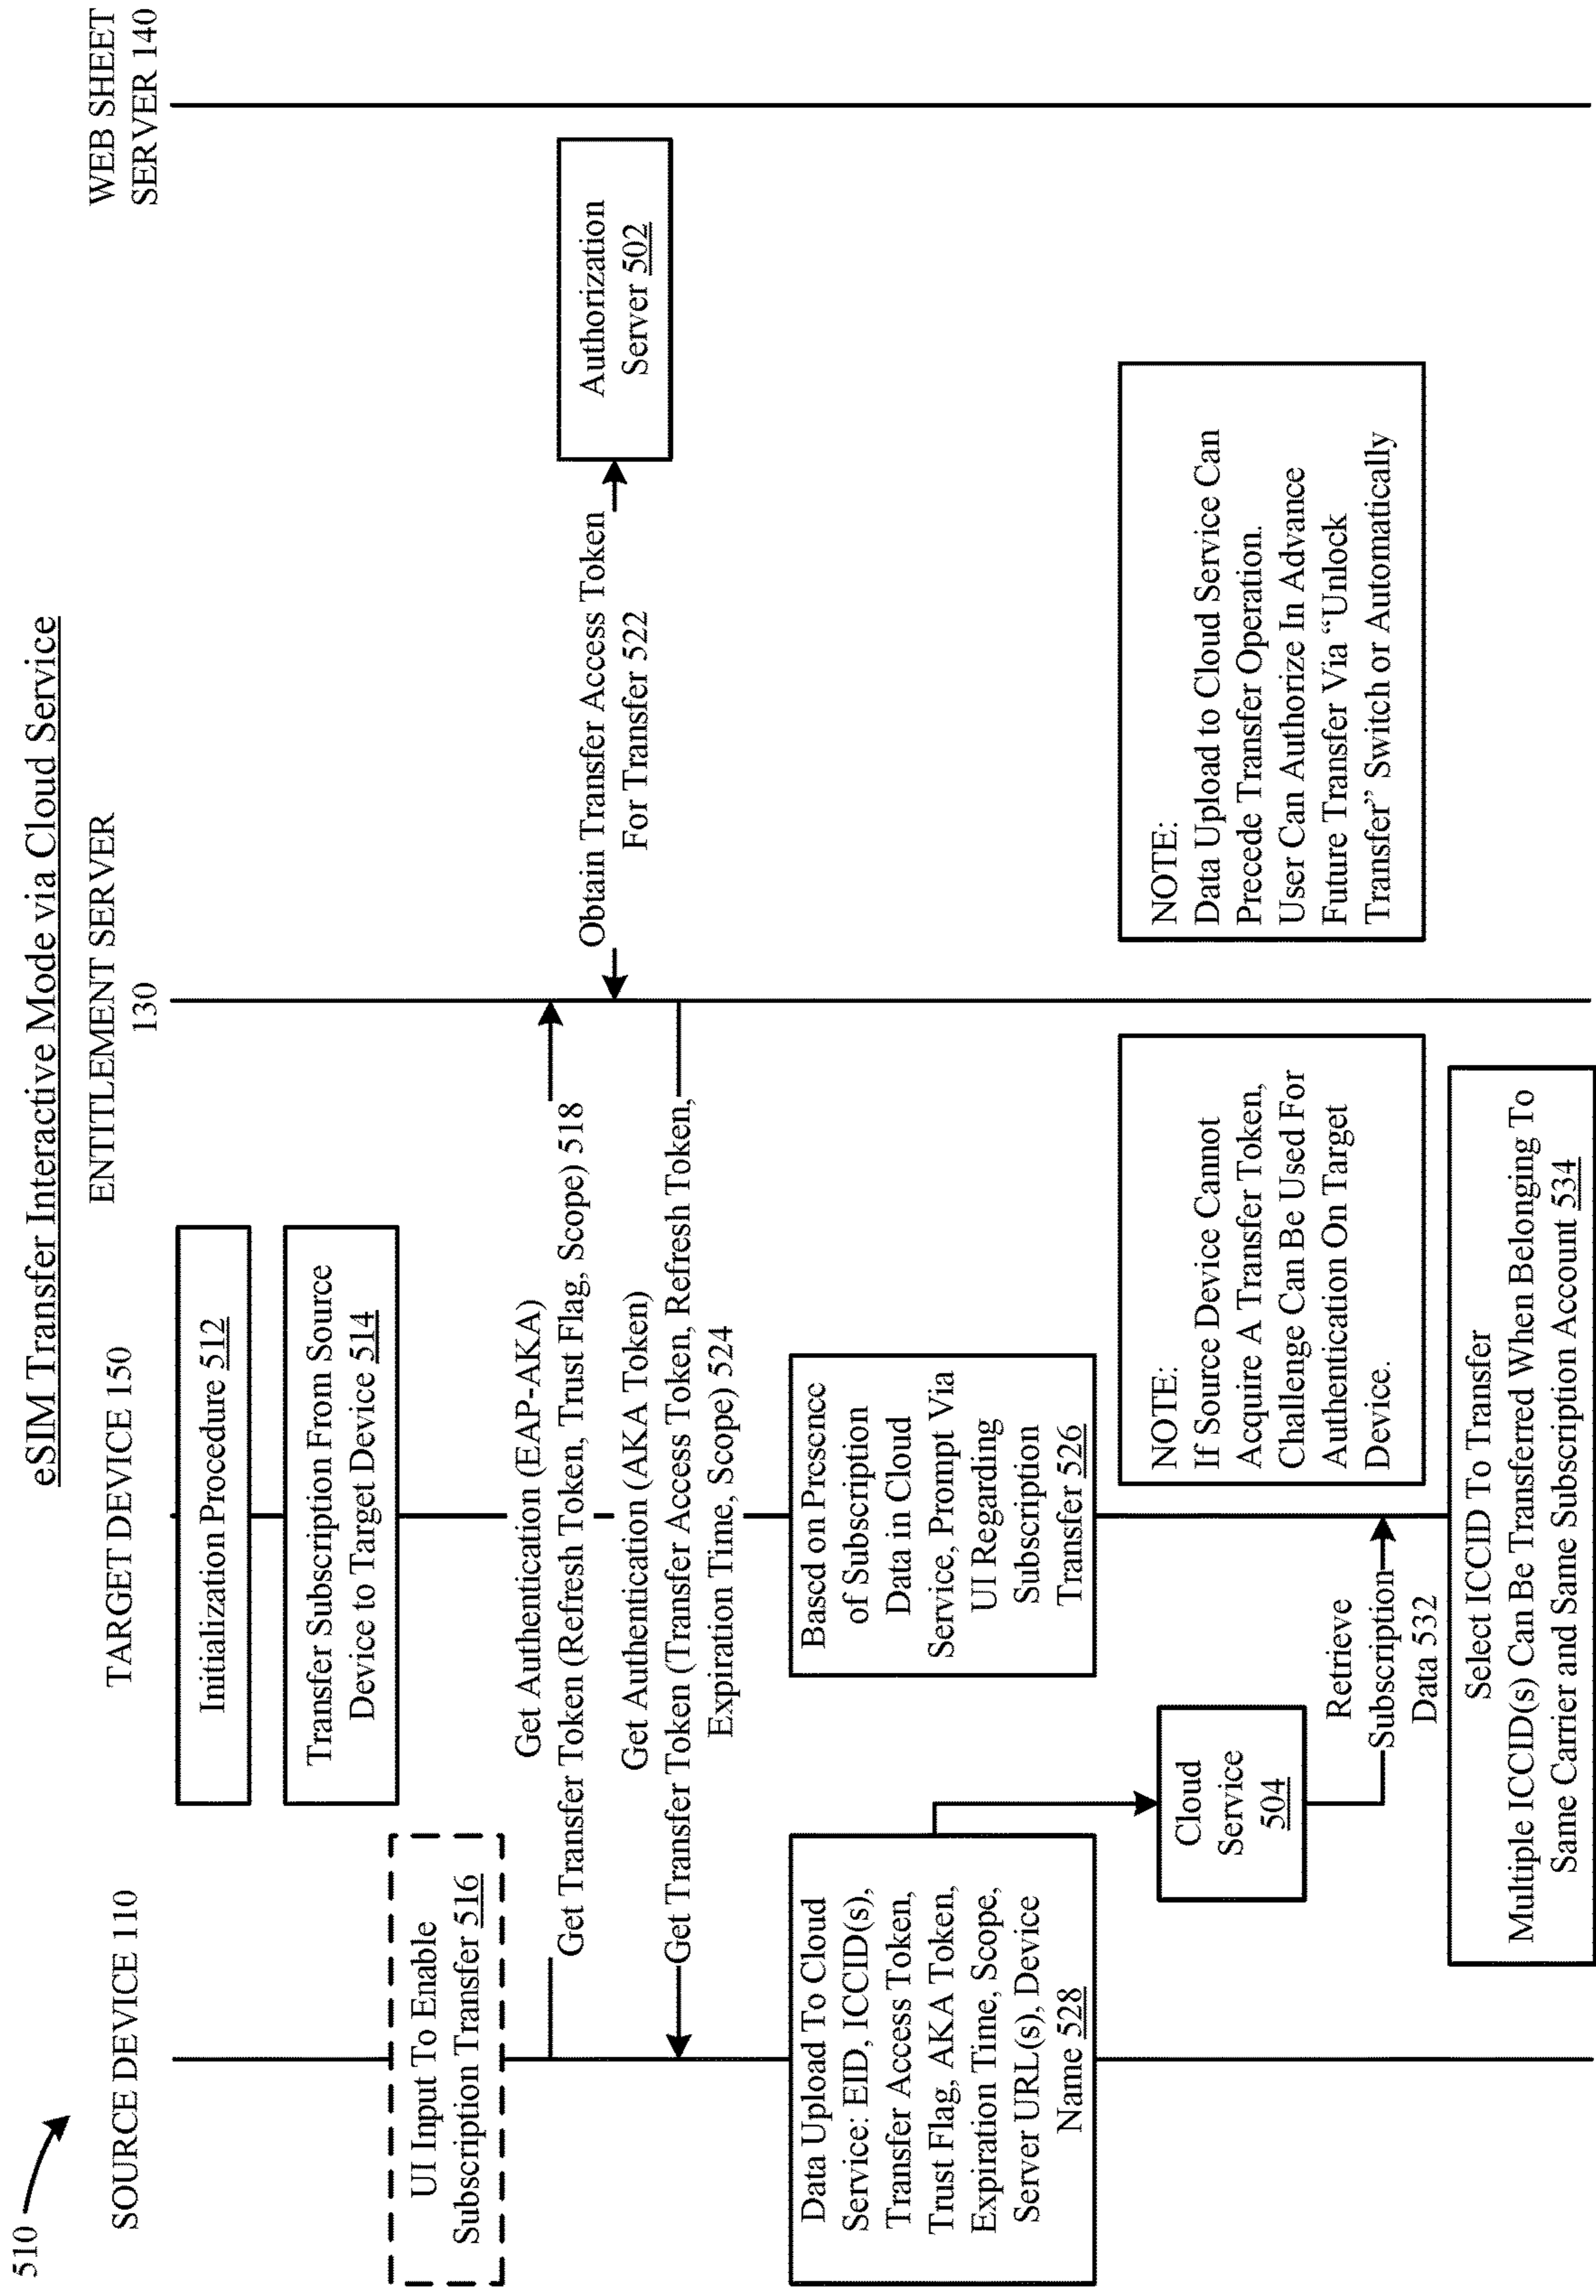 510
eSIM Transfer Interactive Mode via Cloud Service
SOURCE DEVICE 110
TARGET DEVICE 150
ENTITLEMENT SERVER
130
WEB SHEET
SERVER 140
Initialization Procedure 512
Transfer Subscription From Source
Device to Target Device 514
UI Input To Enable
Subscription Transfer 516
Get Authentication (EAP-AKA)
Get Transfer Token (Refresh Token, Trust Flag, Scope) 518
Obtain Transfer Access Token
For Transfer 522
Authorization
Server 502
Get Authentication (AKA Token)
Get Transfer Token (Transfer Access Token, Refresh Token,
Expiration Time, Scope) 524
Data Upload To Cloud
Service: EID, ICCID(s),
Transfer Access Token,
Trust Flag, AKA Token,
Expiration Time, Scope,
Server URL(s), Device
Name 528
Based on Presence
of Subscription
Data in Cloud
Service, Prompt Via
UI Regarding
Subscription
Transfer 526
Cloud
Service
504
Retrieve
Subscription
Data 532
NOTE:
If Source Device Cannot
Acquire A Transfer Token,
Challenge Can Be Used For
Authentication On Target
Device.
NOTE:
Data Upload to Cloud Service Can
Precede Transfer Operation.
User Can Authorize In Advance
Future Transfer Via “Unlock
Transfer” Switch or Automatically
Select ICCID To Transfer
Multiple ICCID(s) Can Be Transferred When Belonging To
Same Carrier and Same Subscription Account 534